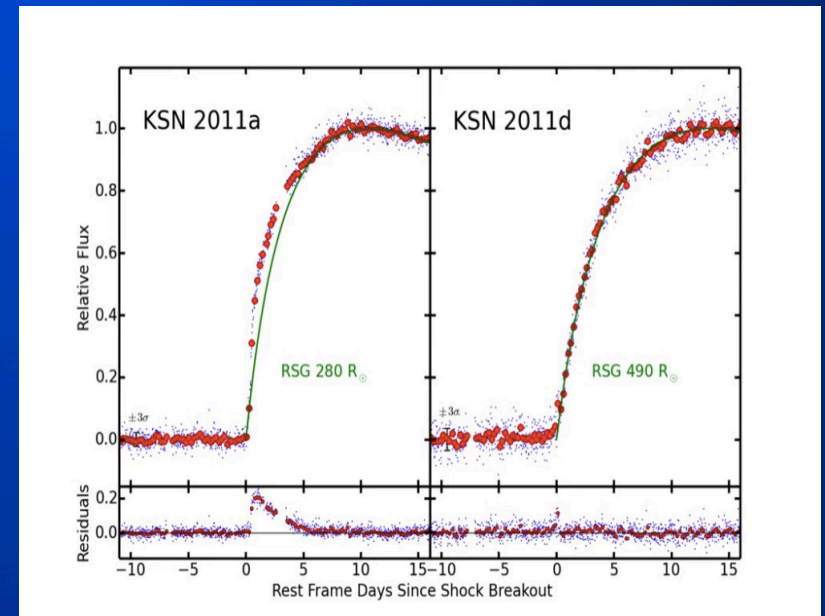 KSN 2011a
KSN 2011d
Relative Flux
1.0
0.8
0.6
0.4
0.2
0.0
RSG 280 R☉
RSG 490 R☉
±3σ
±3σ
Residuals
0.2
0.0
−10 −5 0 5 10 15 −10 −5 0 5 10 15
Rest Frame Days Since Shock Breakout